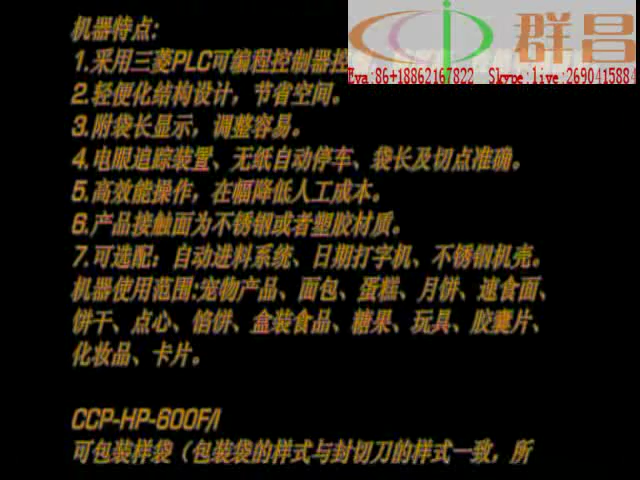 机器特点:
群昌
1.采用三菱PLC可编程控制器控
Eva:86+18862167822 Skype:live:269041588
2.轻便化结构设计，节省空间。
3.附袋长显示，调整容易。
4.电眼追踪装置、无纸自动停车、袋长及切点准确。
5.高效能操作，在幅降低人工成本。
6.产品接触面为不锈钢或者塑胶材质。
7.可选配：自动进料系统、日期打字机、不锈钢机壳。
机器使用范围:宠物产品、面包、蛋糕、月饼、速食面、
饼干、点心、馅饼、盒装食品、糖果、玩具、胶囊片、
化妆品、卡片。
CCP-HP-600F/I
可包装样袋（包装袋的样式与封切刀的样式一致，所